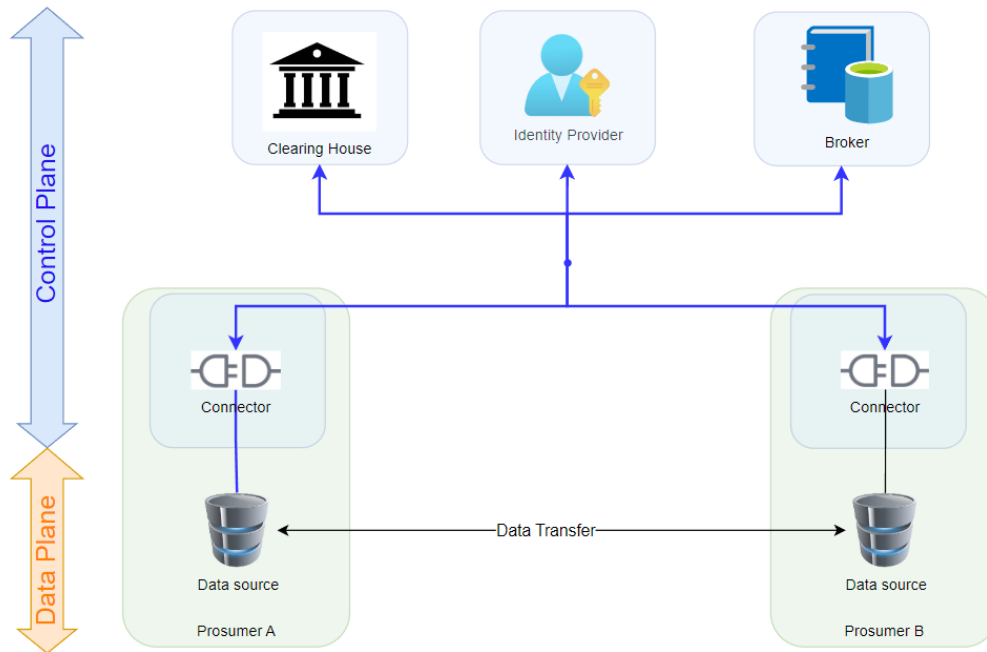 Control Plane
Data Plane
Clearing House
Identity Provider
Broker
Connector
Connector
Data Transfer
Data source
Data source
Prosumer A
Prosumer B